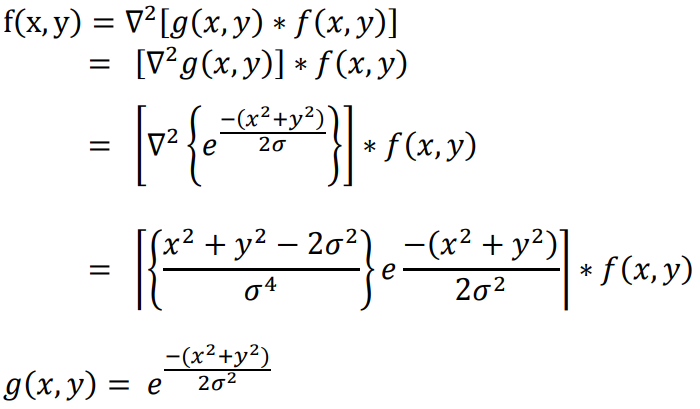 f(x,y) = ∇²[g(x,y) ∗ f(x,y)]
= [∇²g(x,y)] ∗ f(x,y)
= [∇²{e^(−(x²+y²)/2σ)}] ∗ f(x,y)
= [{(x² + y² − 2σ²)/σ⁴} e −(x² + y²)/2σ²] ∗ f(x,y)
g(x,y) = e^(−(x²+y²)/2σ²)